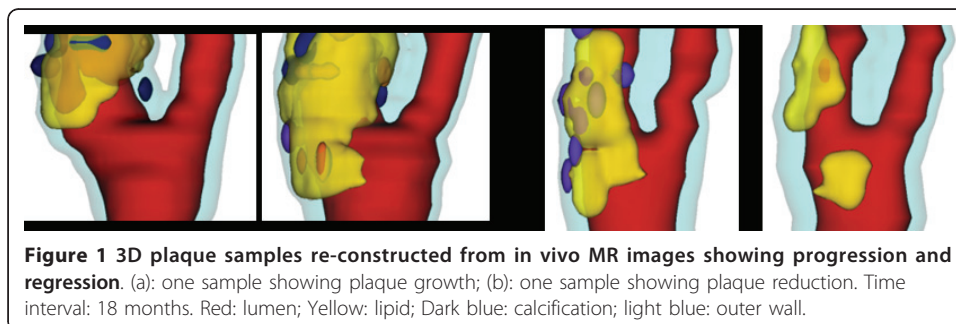 Figure 1 3D plaque samples re-constructed from in vivo MR images showing progression and
regression. (a): one sample showing plaque growth; (b): one sample showing plaque reduction. Time
interval: 18 months. Red: lumen; Yellow: lipid; Dark blue: calcification; light blue: outer wall.